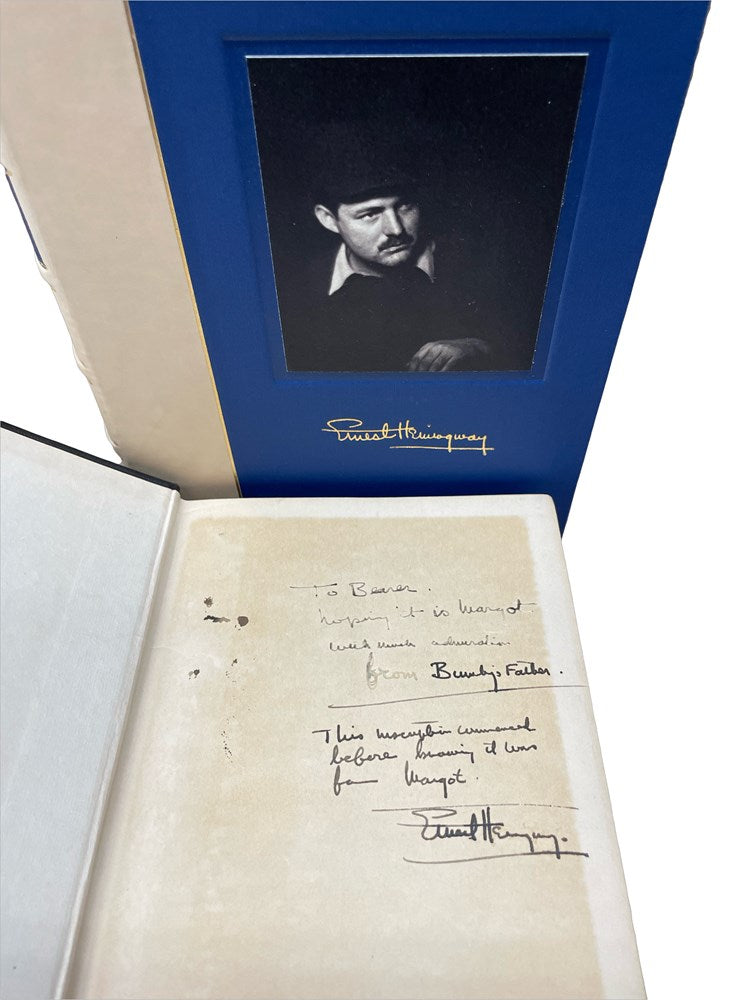 Ernest Hemingway
To Bearer.
hoping it is Margot
with much admiration
from Bumby's Father.
This inscription commenced
before knowing it was
for Margot.
Ernest Hemingway.